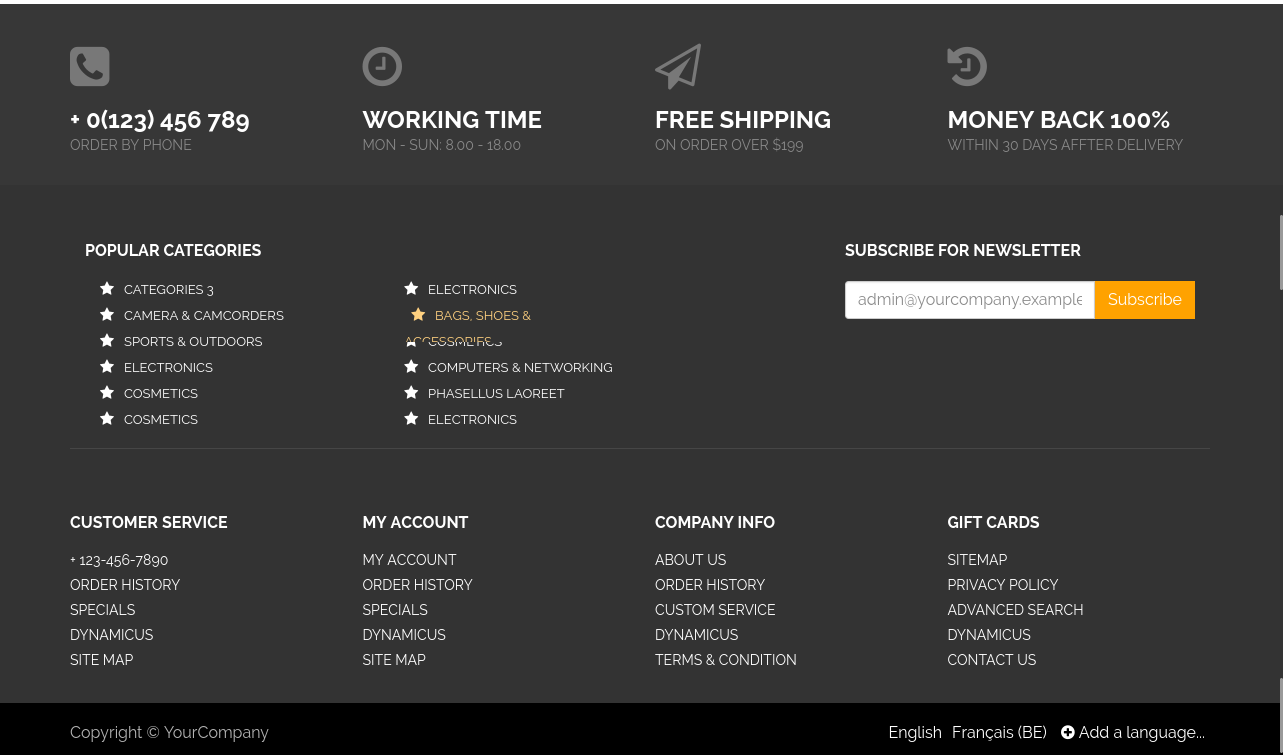 + 0(123) 456 789
ORDER BY PHONE
WORKING TIME
MON - SUN: 8.00 - 18.00
FREE SHIPPING
ON ORDER OVER $199
MONEY BACK 100%
WITHIN 30 DAYS AFFTER DELIVERY
POPULAR CATEGORIES
CATEGORIES 3
CAMERA & CAMCORDERS
SPORTS & OUTDOORS
ELECTRONICS
COSMETICS
COSMETICS
ELECTRONICS
BAGS, SHOES &
COMPUTERS & NETWORKING
PHASELLUS LAOREET
ELECTRONICS
SUBSCRIBE FOR NEWSLETTER
admin@yourcompany.example
Subscribe
CUSTOMER SERVICE
+ 123-456-7890
ORDER HISTORY
SPECIALS
DYNAMICUS
SITE MAP
MY ACCOUNT
MY ACCOUNT
ORDER HISTORY
SPECIALS
DYNAMICUS
SITE MAP
COMPANY INFO
ABOUT US
ORDER HISTORY
CUSTOM SERVICE
DYNAMICUS
TERMS & CONDITION
GIFT CARDS
SITEMAP
PRIVACY POLICY
ADVANCED SEARCH
DYNAMICUS
CONTACT US
Copyright © YourCompany
English Français (BE) Add a language...